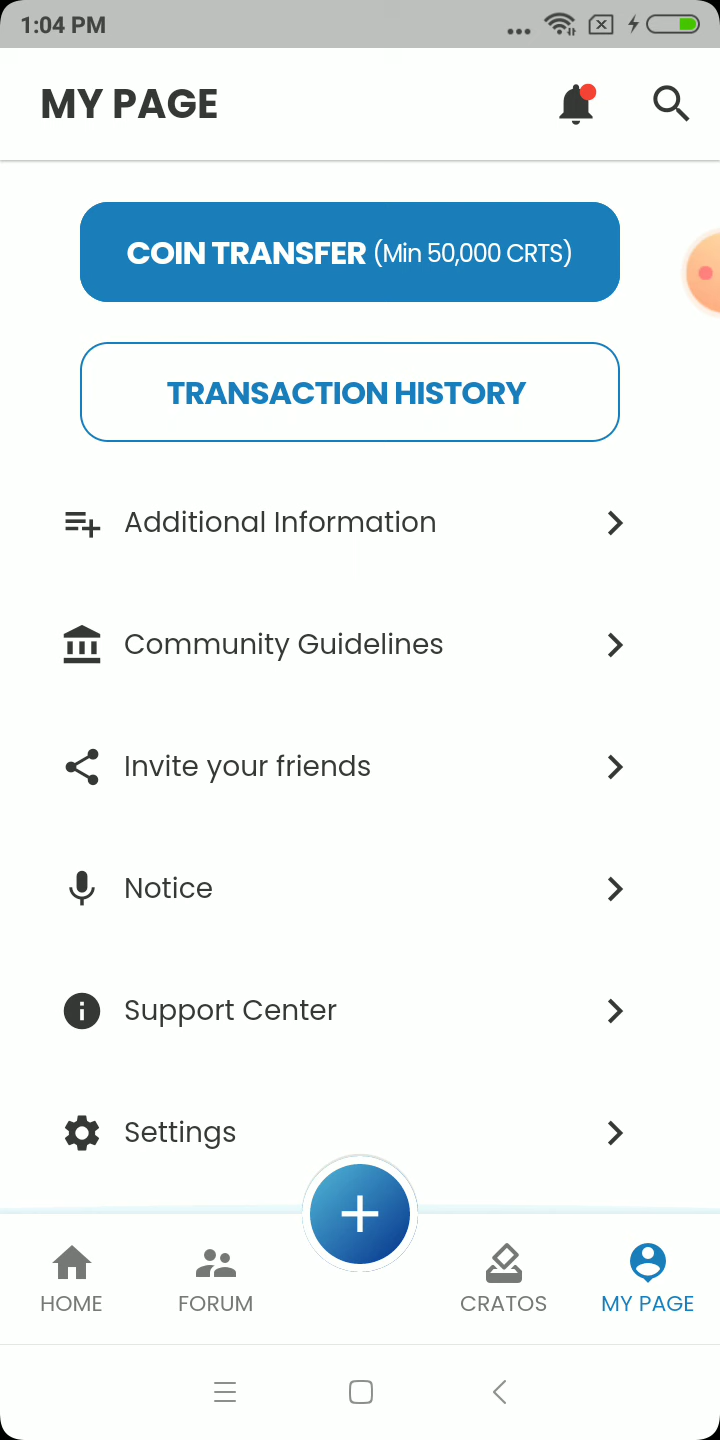 1:04 PM
MY PAGE
COIN TRANSFER (Min 50,000 CRTS)
TRANSACTION HISTORY
Additional Information
Community Guidelines
Invite your friends
Notice
Support Center
Settings
HOME
FORUM
CRATOS
MY PAGE